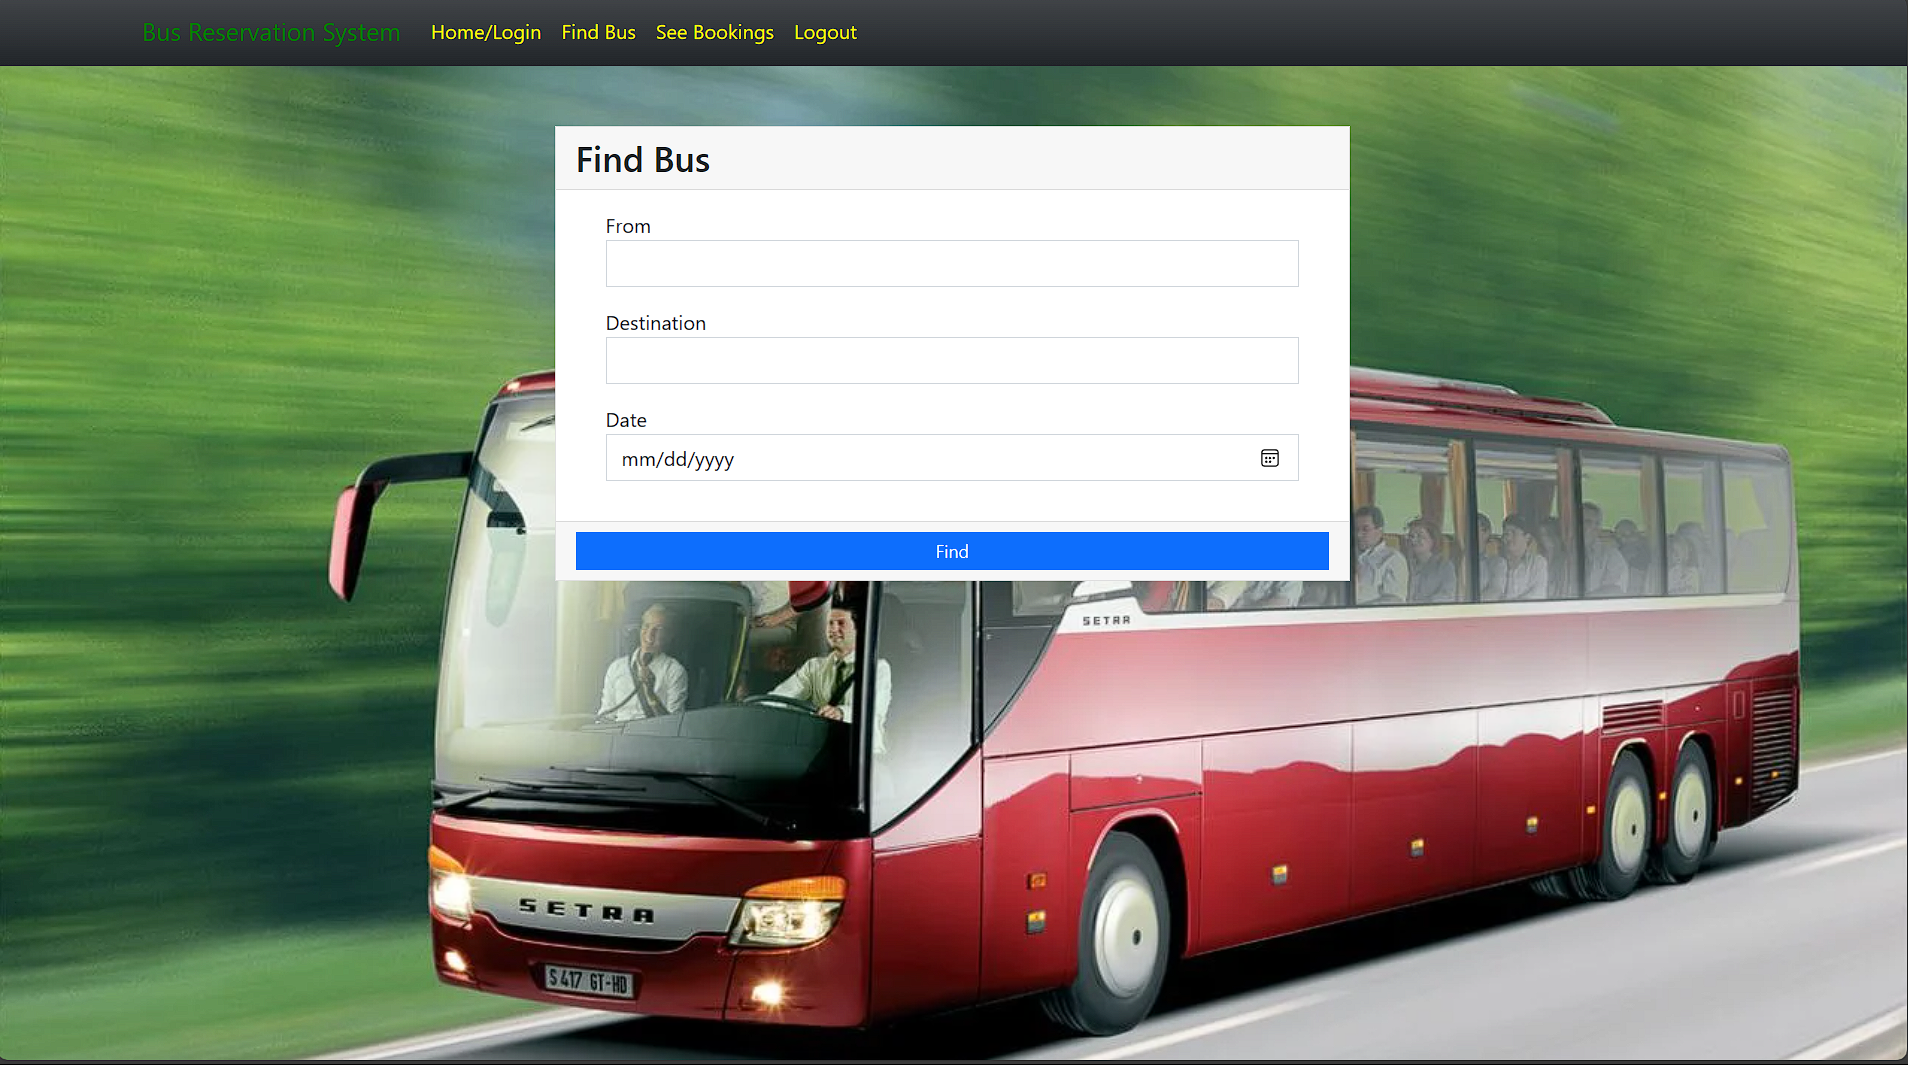 Bus Reservation System Home/Login Find Bus See Bookings Logout
Find Bus
From
Destination
Date
mm/dd/yyyy
Find
SETRA
SETRA
S 417 GT-HD